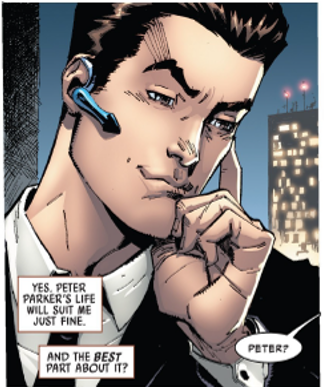 YES, PETER
PARKER'S LIFE
WILL SUIT ME
JUST FINE.
AND THE BEST
PART ABOUT IT?
PETER?